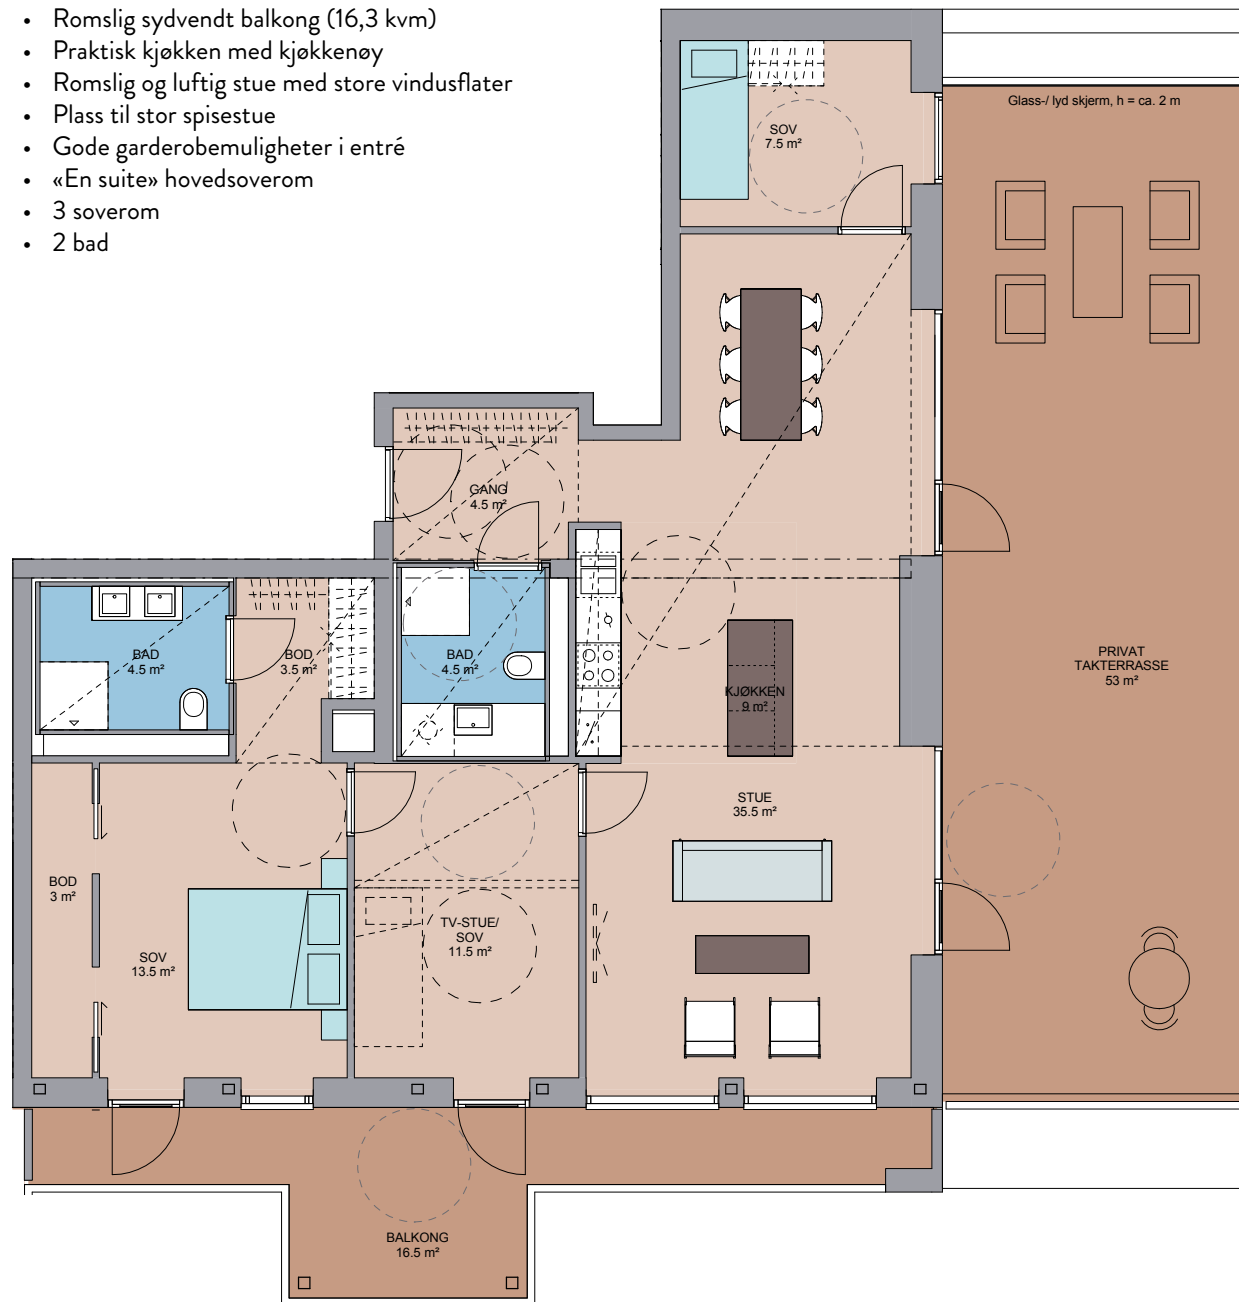 • Romslig sydvendt balkong (16,3 kvm)
• Praktisk kjøkken med kjøkkenøy
• Romslig og luftig stue med store vindusflater
• Plass til stor spisestue
• Gode garderobemuligheter i entré
• «En suite» hovedsoverom
• 3 soverom
• 2 bad
Glass-/ lyd skjerm, h = ca. 2 m
SOV
7.5 m²
GANG
4.5 m²
BAD
4.5 m²
BOD
3.5 m²
BAD
4.5 m²
KJØKKEN
9 m²
PRIVAT
TAKTERRASSE
53 m²
STUE
35.5 m²
BOD
3 m²
SOV
13.5 m²
TV-STUE/
SOV
11.5 m²
BALKONG
16.5 m²